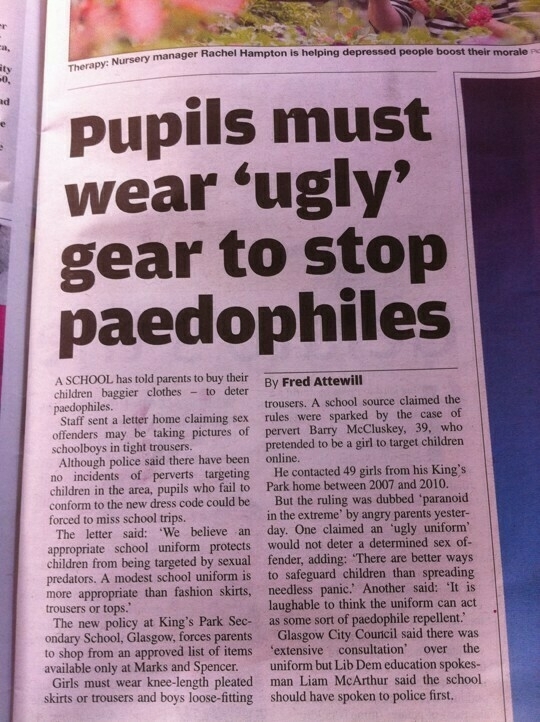 Therapy: Nursery manager Rachel Hampton is helping depressed people boost their morale
Pupils must
wear ‘ugly’
gear to stop
paedophiles
A SCHOOL has told parents to buy their
children baggier clothes – to deter
paedophiles.
Staff sent a letter home claiming sex
offenders may be taking pictures of
schoolboys in tight trousers.
Although police said there have been
no incidents of perverts targeting
children in the area, pupils who fail to
conform to the new dress code could be
forced to miss school trips.
The letter said: ‘We believe an
appropriate school uniform protects
children from being targeted by sexual
predators. A modest school uniform is
more appropriate than fashion skirts,
trousers or tops.’
The new policy at King’s Park Sec-
ondary School, Glasgow, forces parents
to shop from an approved list of items
available only at Marks and Spencer.
Girls must wear knee-length pleated
skirts or trousers and boys loose-fitting
By Fred Attewill
trousers. A school source claimed the
rules were sparked by the case of
pervert Barry McCluskey, 39, who
pretended to be a girl to target children
online.
He contacted 49 girls from his King’s
Park home between 2007 and 2010.
But the ruling was dubbed ‘paranoid
in the extreme’ by angry parents yester-
day. One claimed an ‘ugly uniform’
would not deter a determined sex of-
fender, adding: ‘There are better ways
to safeguard children than spreading
needless panic.’ Another said: ‘It is
laughable to think the uniform can act
as some sort of paedophile repellent.’
Glasgow City Council said there was
‘extensive consultation’ over the
uniform but Lib Dem education spokes-
man Liam McArthur said the school
should have spoken to police first.